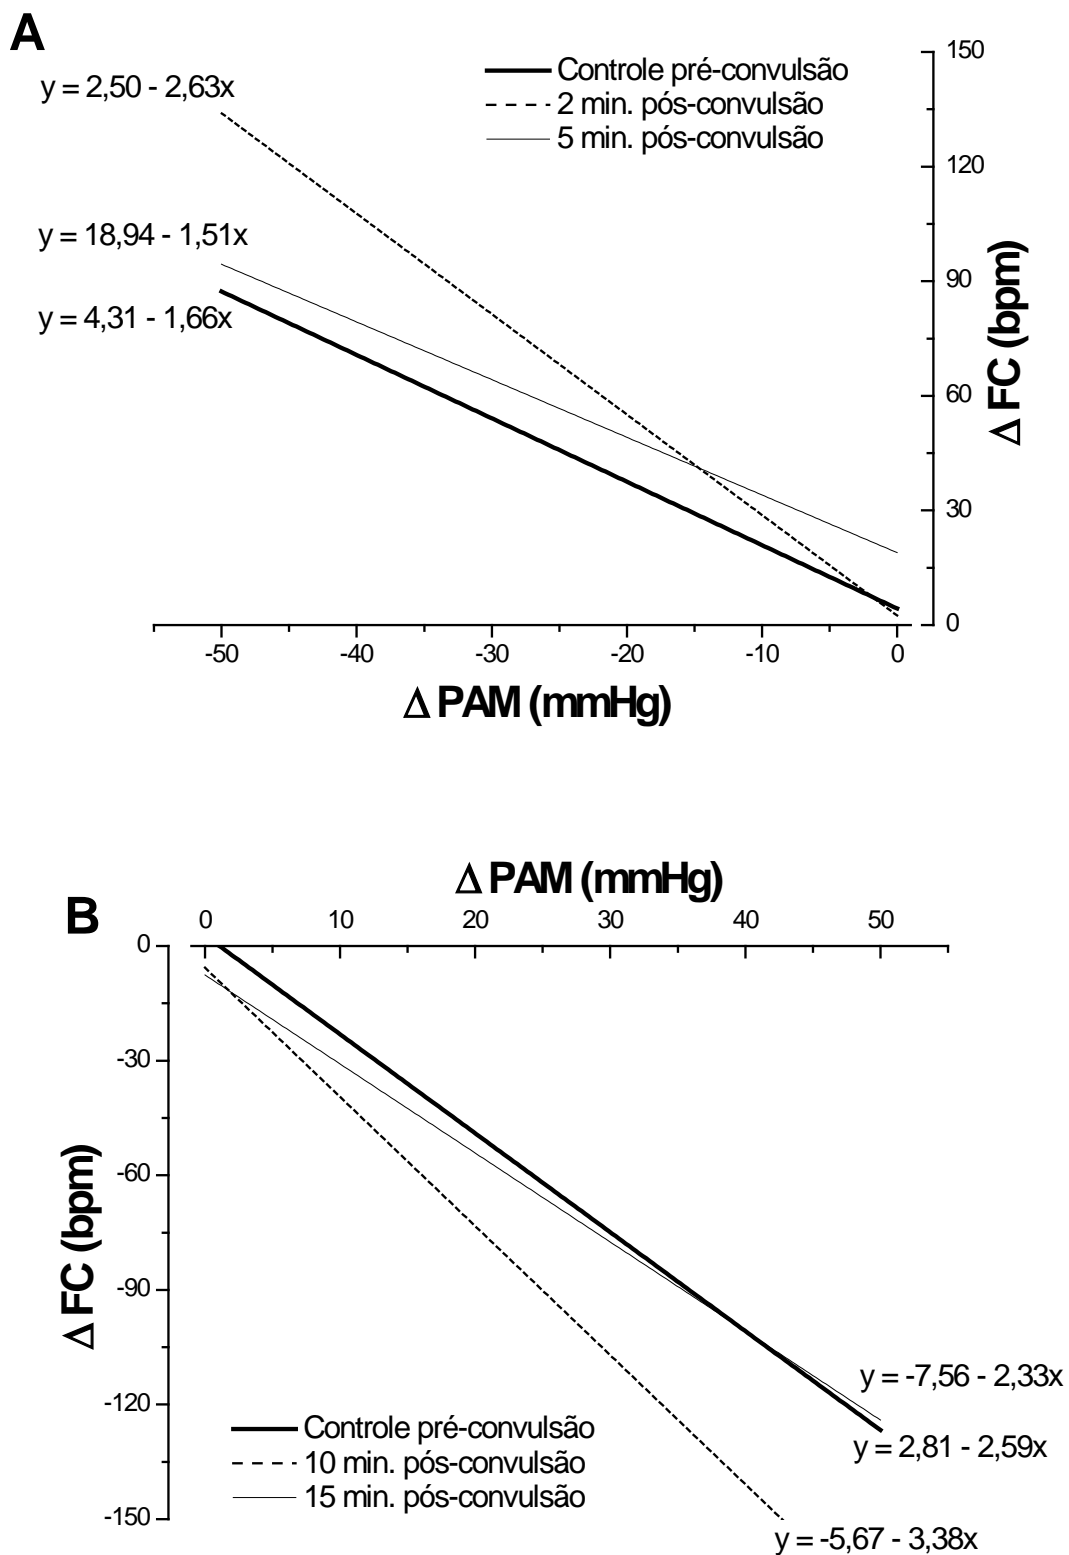 A
y = 2,50 - 2,63x
Controle pré-convulsão
2 min. pós-convulsão
5 min. pós-convulsão
150
120
y = 18,94 - 1,51x
90
y = 4,31 - 1,66x
60
30
0
Δ FC (bpm)
-50 -40 -30 -20 -10 0
Δ PAM (mmHg)
Δ PAM (mmHg)
B
0 10 20 30 40 50
0
-30
-60
-90
-120
-150
Δ FC (bpm)
y = -7,56 - 2,33x
y = 2,81 - 2,59x
Controle pré-convulsão
10 min. pós-convulsão
15 min. pós-convulsão
y = -5,67 - 3,38x